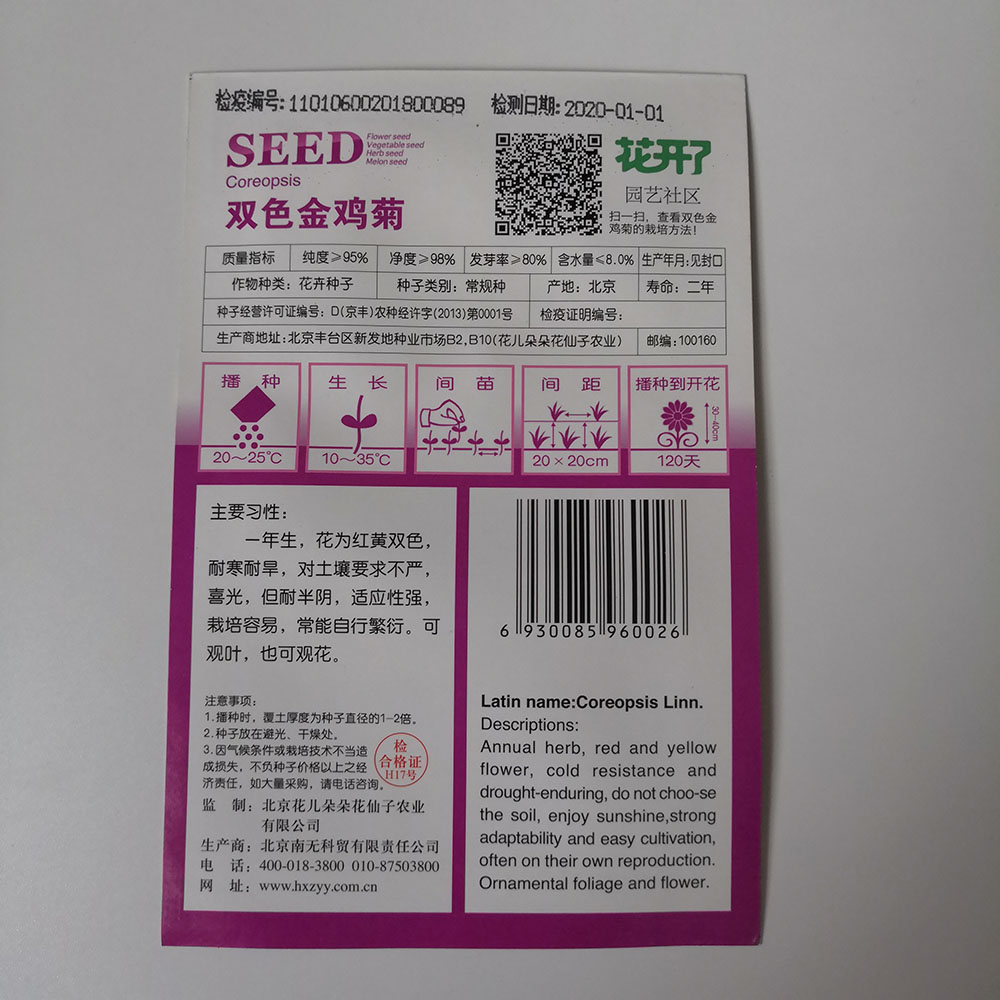 检疫编号:11010600201800089 检测日期:2020-01-01
SEED
Flower seed
Vegetable seed
Herb seed
Melon seed
Coreopsis
双色金鸡菊
花开了
园艺社区
扫一扫，查看双色金
鸡菊的栽培方法！
质量指标 纯度≥95% 净度≥98% 发芽率≥80% 含水量≤8.0% 生产年月:见封口
作物种类：花卉种子 种子类别：常规种 产地：北京 寿命：二年
种子经营许可证编号：D(京丰)农种经许字(2013)第0001号 检疫证明编号：
生产商地址:北京丰台区新发地种业市场B2,B10(花儿朵朵花仙子农业) 邮编:100160
播种 生长 间苗 间距 播种到开花
30~40cm
20～25℃ 10～35℃ 20×20cm 120天
主要习性：
一年生，花为红黄双色，
耐寒耐旱，对土壤要求不严，
喜光，但耐半阴，适应性强，
栽培容易，常能自行繁衍。可
观叶，也可观花。
注意事项:
1.播种时，覆土厚度为种子直径的1-2倍。
2.种子放在避光、干燥处。
3.因气候条件或栽培技术不当造
成损失，不负种子价格以上之经
济责任，如大量采购，请电话咨询。
检
合格证
H17号
监 制：北京花儿朵朵花仙子农业
有限公司
生产商：北京南无科贸有限责任公司
电 话：400-018-3800 010-87503800
网 址：www.hxzyy.com.cn
6 930085 960026
Latin name:Coreopsis Linn.
Descriptions:
Annual herb, red and yellow
flower, cold resistance and
drought-enduring, do not choo-se
the soil, enjoy sunshine,strong
adaptability and easy cultivation,
often on their own reproduction.
Ornamental foliage and flower.